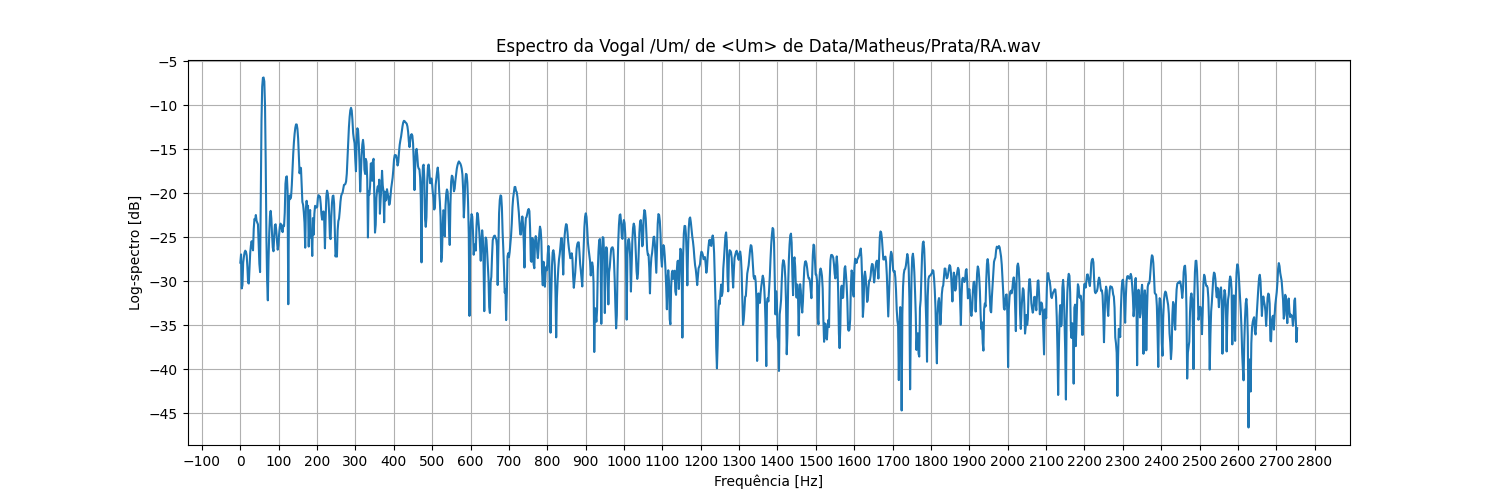 Espectro da Vogal /Um/ de <Um> de Data/Matheus/Prata/RA.wav
Log-spectro [dB]
−5
−10
−15
−20
−25
−30
−35
−40
−45
−100 0 100 200 300 400 500 600 700 800 900 1000 1100 1200 1300 1400 1500 1600 1700 1800 1900 2000 2100 2200 2300 2400 2500 2600 2700 2800
Frequência [Hz]